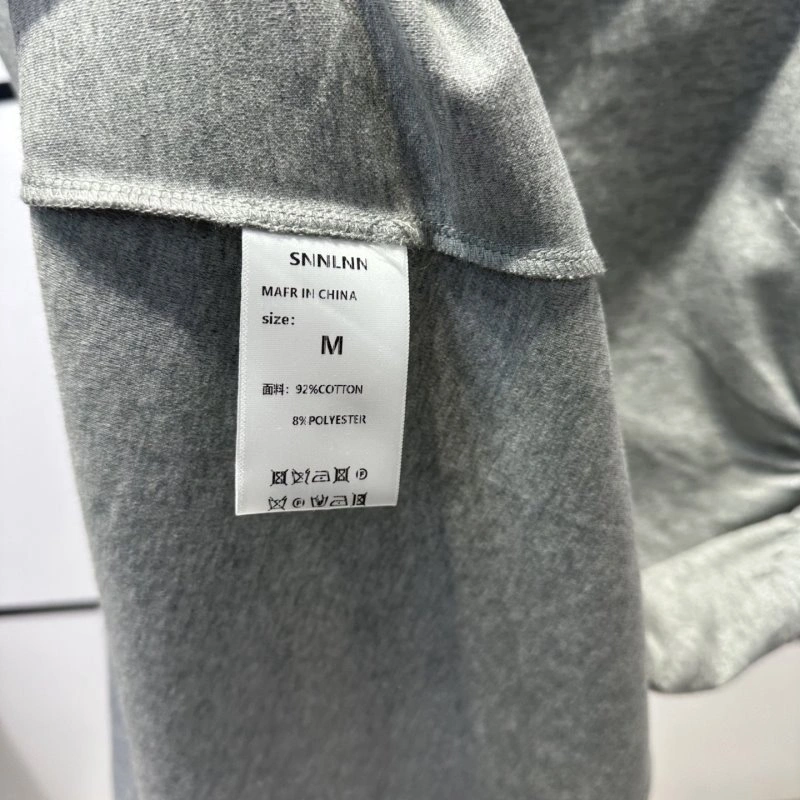 SNNLNN
MAFR IN CHINA
size:
M
面料: 92%COTTON
8%POLYESTER